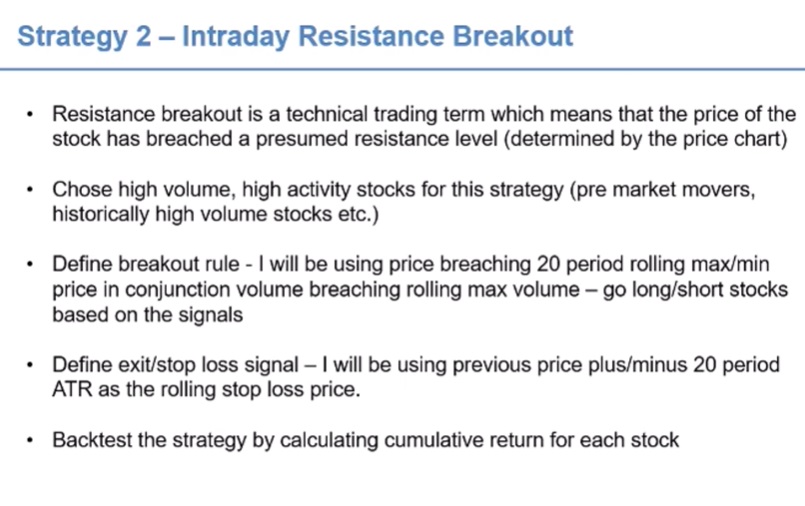 Strategy 2 – Intraday Resistance Breakout
• Resistance breakout is a technical trading term which means that the price of the
stock has breached a presumed resistance level (determined by the price chart)
• Chose high volume, high activity stocks for this strategy (pre market movers,
historically high volume stocks etc.)
• Define breakout rule - I will be using price breaching 20 period rolling max/min
price in conjunction volume breaching rolling max volume – go long/short stocks
based on the signals
• Define exit/stop loss signal – I will be using previous price plus/minus 20 period
ATR as the rolling stop loss price.
• Backtest the strategy by calculating cumulative return for each stock